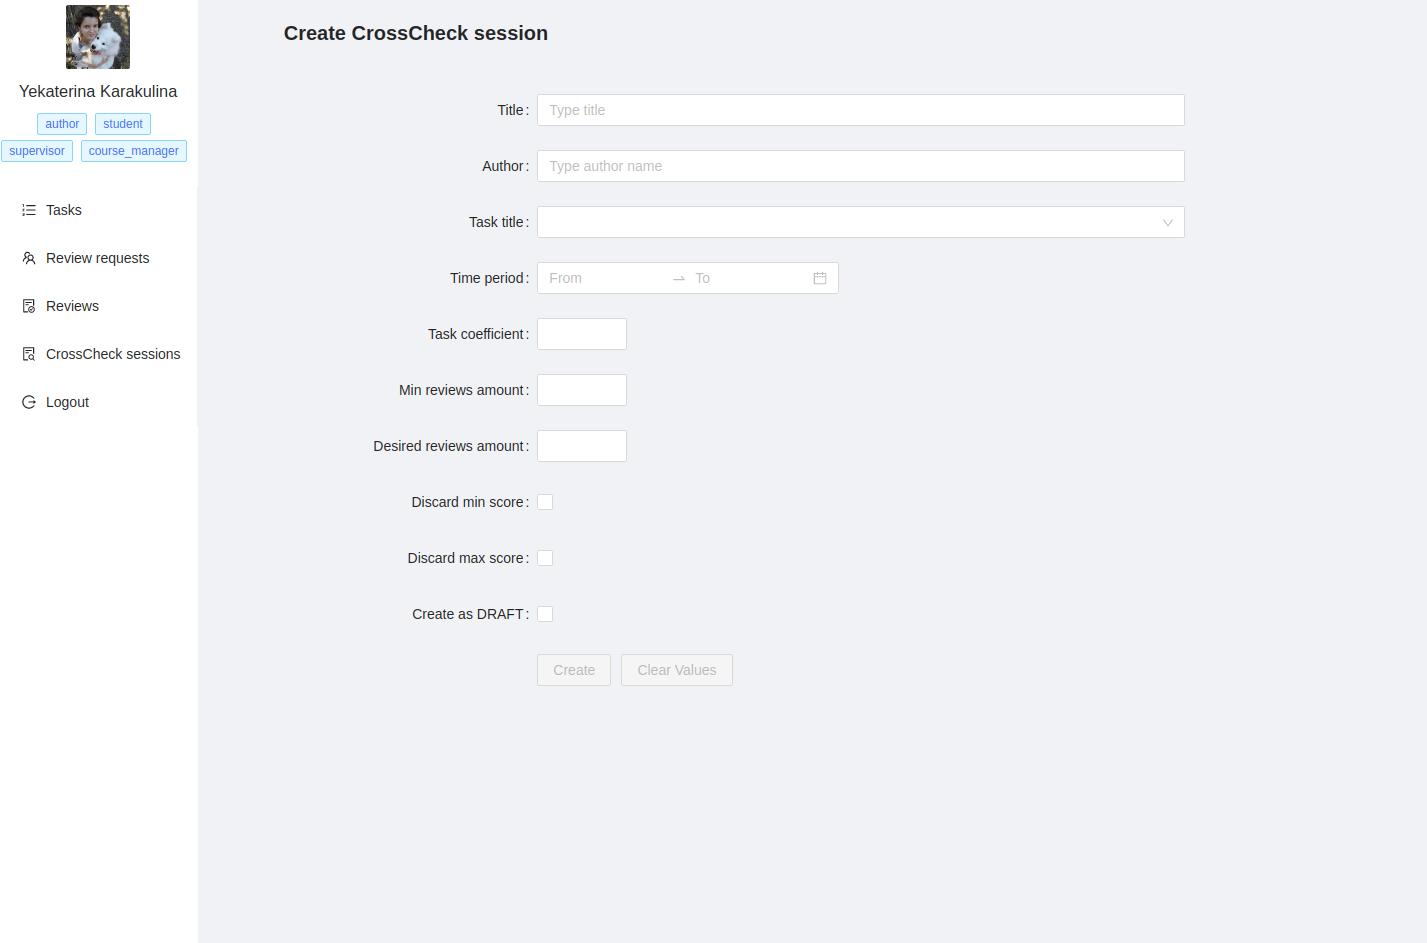 Yekaterina Karakulina
author student
supervisor course_manager
Tasks
Review requests
Reviews
CrossCheck sessions
Logout
Create CrossCheck session
Title: Type title
Author: Type author name
Task title:
Time period: From To
Task coefficient:
Min reviews amount:
Desired reviews amount:
Discard min score:
Discard max score:
Create as DRAFT:
Create Clear Values